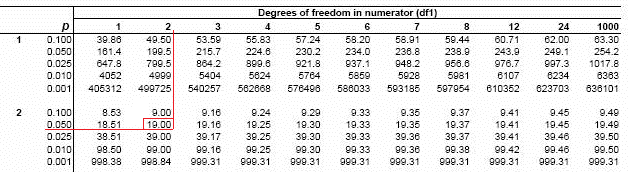 Degrees of freedom in numerator (df1)
p 1 2 3 4 5 6 7 8 12 24 1000
1 0.100 39.86 49.50 53.59 55.83 57.24 58.20 58.91 59.44 60.71 62.00 63.30
0.050 161.4 199.5 215.7 224.6 230.2 234.0 236.8 238.9 243.9 249.1 254.2
0.025 647.8 799.5 864.2 899.6 921.8 937.1 948.2 956.6 976.7 997.3 1017.8
0.010 4052 4999 5404 5624 5764 5859 5928 5981 6107 6234 6363
0.001 405312 499725 540257 562668 576496 586033 593185 597954 610352 623703 636101
2 0.100 8.53 9.00 9.16 9.24 9.29 9.33 9.35 9.37 9.41 9.45 9.49
0.050 18.51 19.00 19.16 19.25 19.30 19.33 19.35 19.37 19.41 19.45 19.49
0.025 38.51 39.00 39.17 39.25 39.30 39.33 39.36 39.37 39.41 39.46 39.50
0.010 98.50 99.00 99.16 99.25 99.30 99.33 99.36 99.38 99.42 99.46 99.50
0.001 998.38 998.84 999.31 999.31 999.31 999.31 999.31 999.31 999.31 999.31 999.31